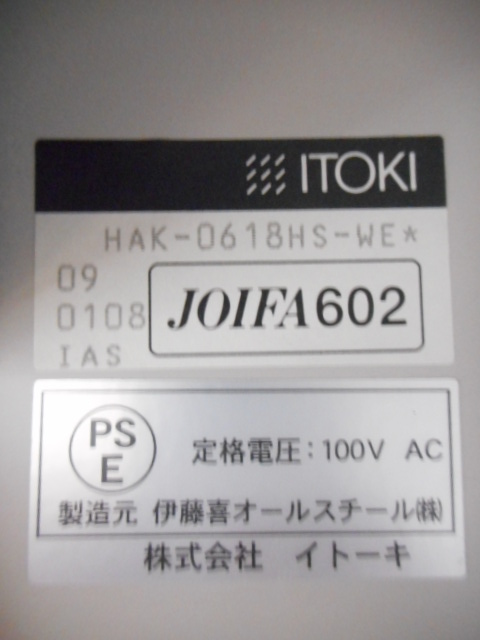 ITOKI
HAK-0618HS-WE*
09
0108
IAS
JOIFA602
PS
E
定格電圧:100V AC
製造元 伊藤喜オールスチール㈱
株式会社 イトーキ